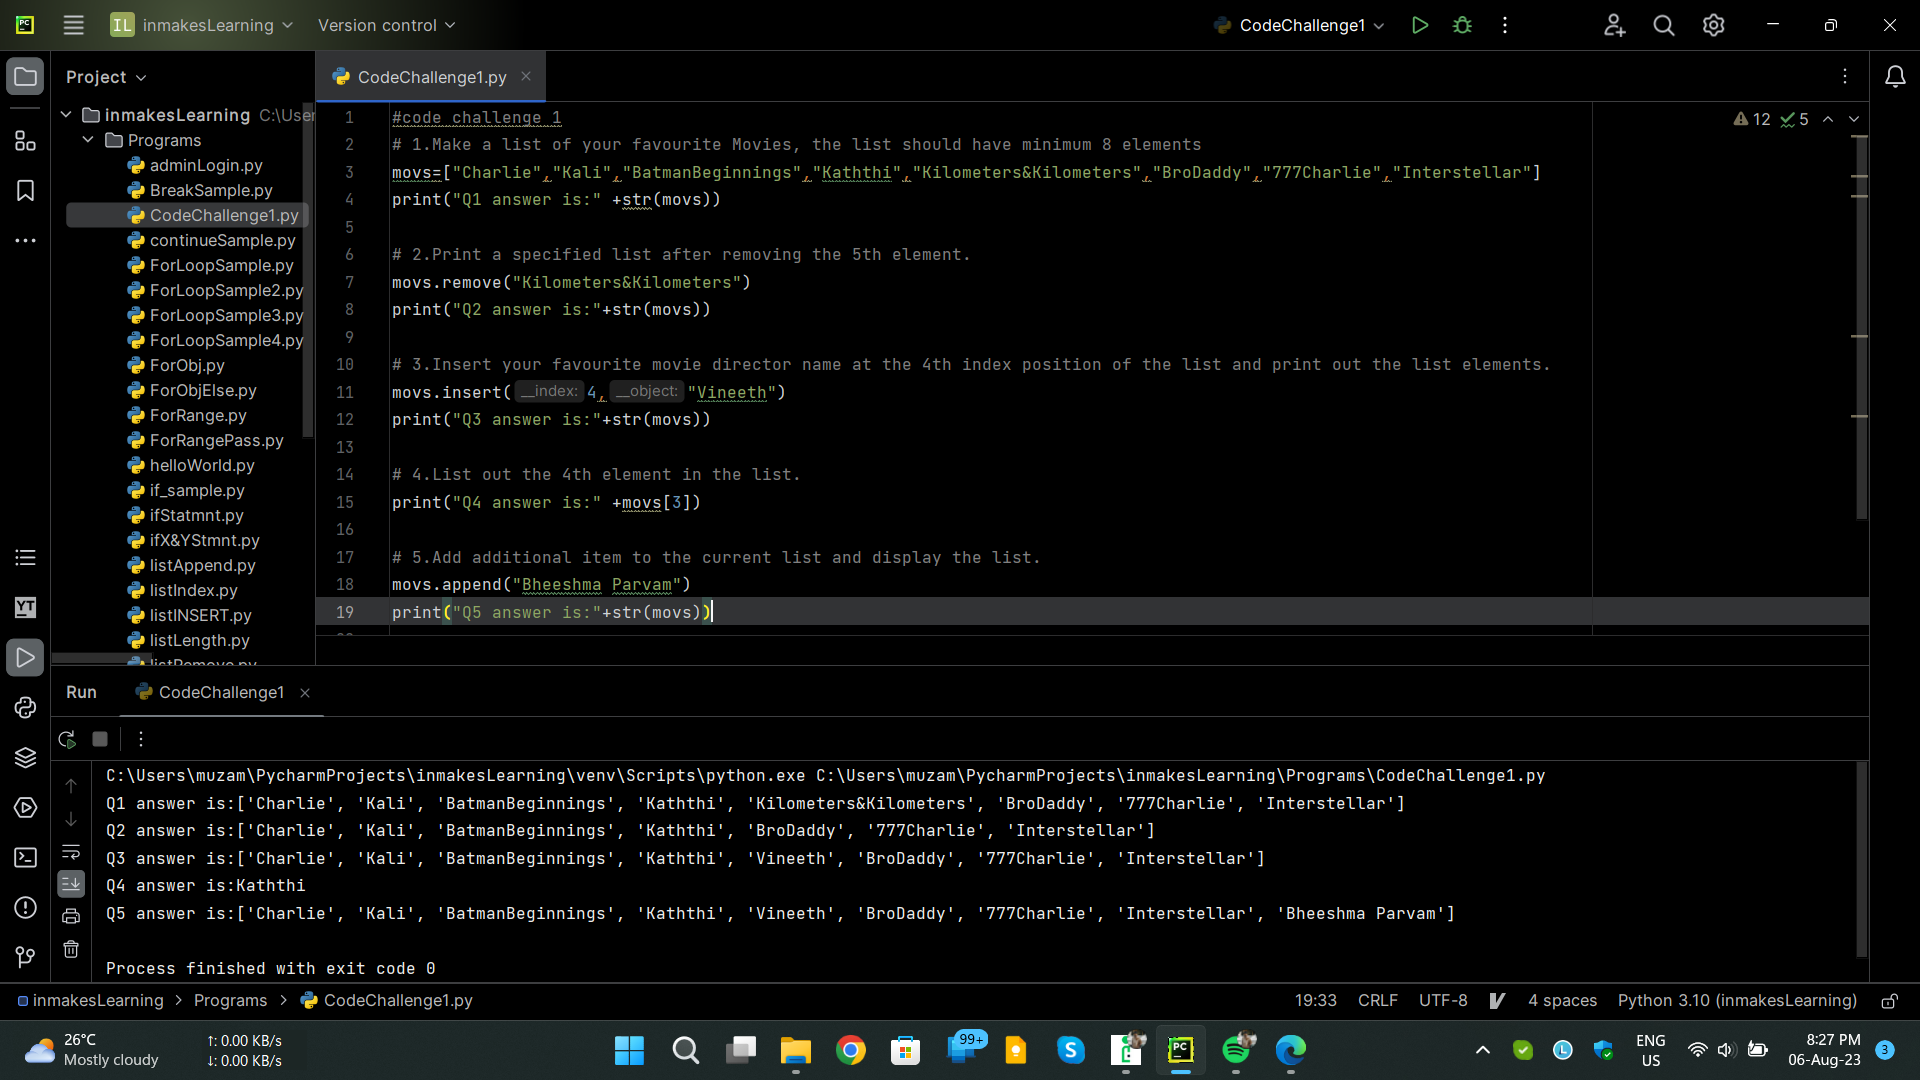 PC IL inmakesLearning Version control CodeChallenge1
Project
inmakesLearning C:\User
Programs
adminLogin.py
BreakSample.py
CodeChallenge1.py
continueSample.py
ForLoopSample.py
ForLoopSample2.py
ForLoopSample3.py
ForLoopSample4.py
ForObj.py
ForObjElse.py
ForRange.py
ForRangePass.py
helloWorld.py
if_sample.py
ifStatmnt.py
ifX&YStmnt.py
listAppend.py
listIndex.py
listINSERT.py
listLength.py
listRemove.py
YT
CodeChallenge1.py
12 5
1 #code challenge 1
2 # 1.Make a list of your favourite Movies, the list should have minimum 8 elements
3 movs=["Charlie","Kali","BatmanBeginnings","Kaththi","Kilometers&Kilometers","BroDaddy","777Charlie","Interstellar"]
4 print("Q1 answer is:" +str(movs))
5
6 # 2.Print a specified list after removing the 5th element.
7 movs.remove("Kilometers&Kilometers")
8 print("Q2 answer is:"+str(movs))
9
10 # 3.Insert your favourite movie director name at the 4th index position of the list and print out the list elements.
11 movs.insert( __index: 4, __object: "Vineeth")
12 print("Q3 answer is:"+str(movs))
13
14 # 4.List out the 4th element in the list.
15 print("Q4 answer is:" +movs[3])
16
17 # 5.Add additional item to the current list and display the list.
18 movs.append("Bheeshma Parvam")
19 print("Q5 answer is:"+str(movs))
Run CodeChallenge1
C:\Users\muzam\PycharmProjects\inmakesLearning\venv\Scripts\python.exe C:\Users\muzam\PycharmProjects\inmakesLearning\Programs\CodeChallenge1.py
Q1 answer is:['Charlie', 'Kali', 'BatmanBeginnings', 'Kaththi', 'Kilometers&Kilometers', 'BroDaddy', '777Charlie', 'Interstellar']
Q2 answer is:['Charlie', 'Kali', 'BatmanBeginnings', 'Kaththi', 'BroDaddy', '777Charlie', 'Interstellar']
Q3 answer is:['Charlie', 'Kali', 'BatmanBeginnings', 'Kaththi', 'Vineeth', 'BroDaddy', '777Charlie', 'Interstellar']
Q4 answer is:Kaththi
Q5 answer is:['Charlie', 'Kali', 'BatmanBeginnings', 'Kaththi', 'Vineeth', 'BroDaddy', '777Charlie', 'Interstellar', 'Bheeshma Parvam']
Process finished with exit code 0
inmakesLearning > Programs > CodeChallenge1.py 19:33 CRLF UTF-8 4 spaces Python 3.10 (inmakesLearning)
26°C
Mostly cloudy
↑: 0.00 KB/s
↓: 0.00 KB/s
99+
PC
L
ENG
US
8:27 PM
06-Aug-23
3